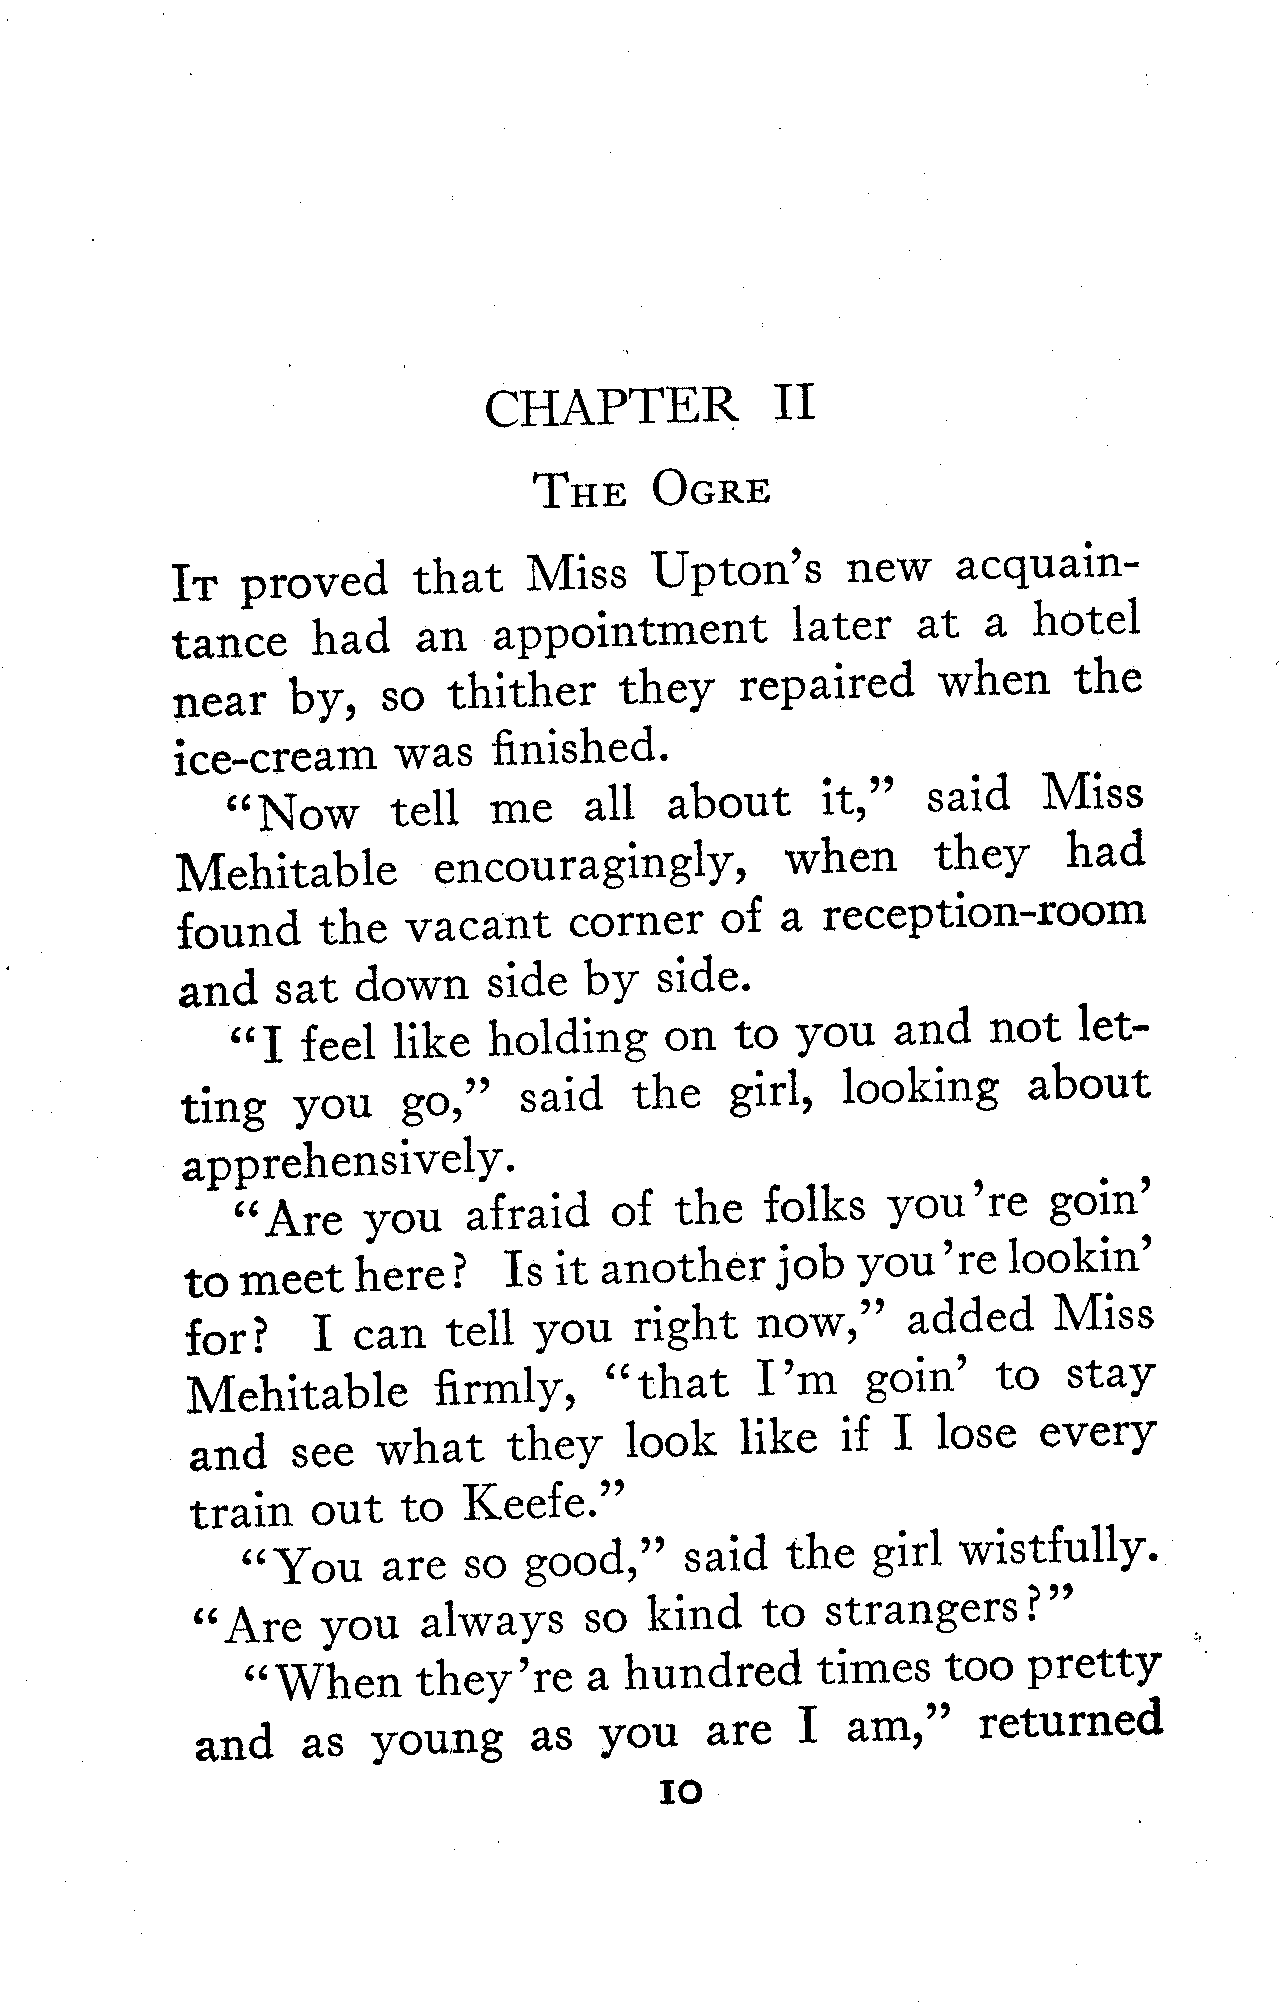 CHAPTER II
THE OGRE
IT proved that Miss Upton's new acquain-
tance had an appointment later at a hotel
near by, so thither they repaired when the
ice-cream was finished.
"Now tell me all about it," said Miss
Mehitable encouragingly, when they had
found the vacant corner of a reception-room
and sat down side by side.
"I feel like holding on to you and not let-
ting you go," said the girl, looking about
apprehensively.
"Are you afraid of the folks you're goin'
to meet here? Is it another job you're lookin'
for? I can tell you right now," added Miss
Mehitable firmly, "that I'm goin' to stay
and see what they look like if I lose every
train out to Keefe."
"You are so good," said the girl wistfully.
"Are you always so kind to strangers?"
"When they're a hundred times too pretty
and as young as you are I am," returned
10